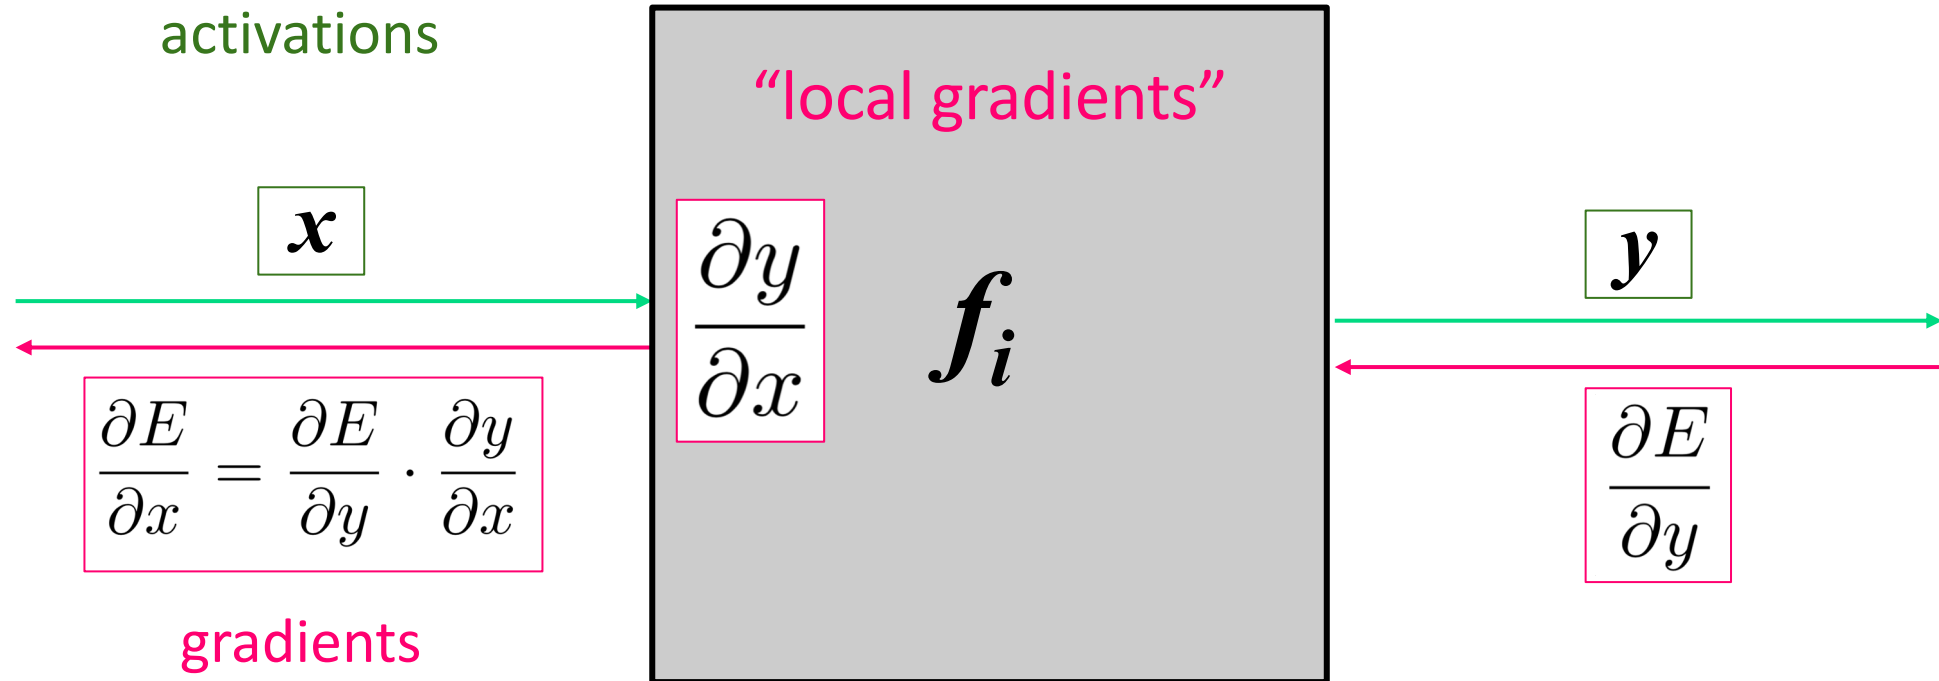 activations
“local gradients”
x
y
∂y/∂x
f_i
∂E/∂x = ∂E/∂y · ∂y/∂x
∂E/∂y
gradients